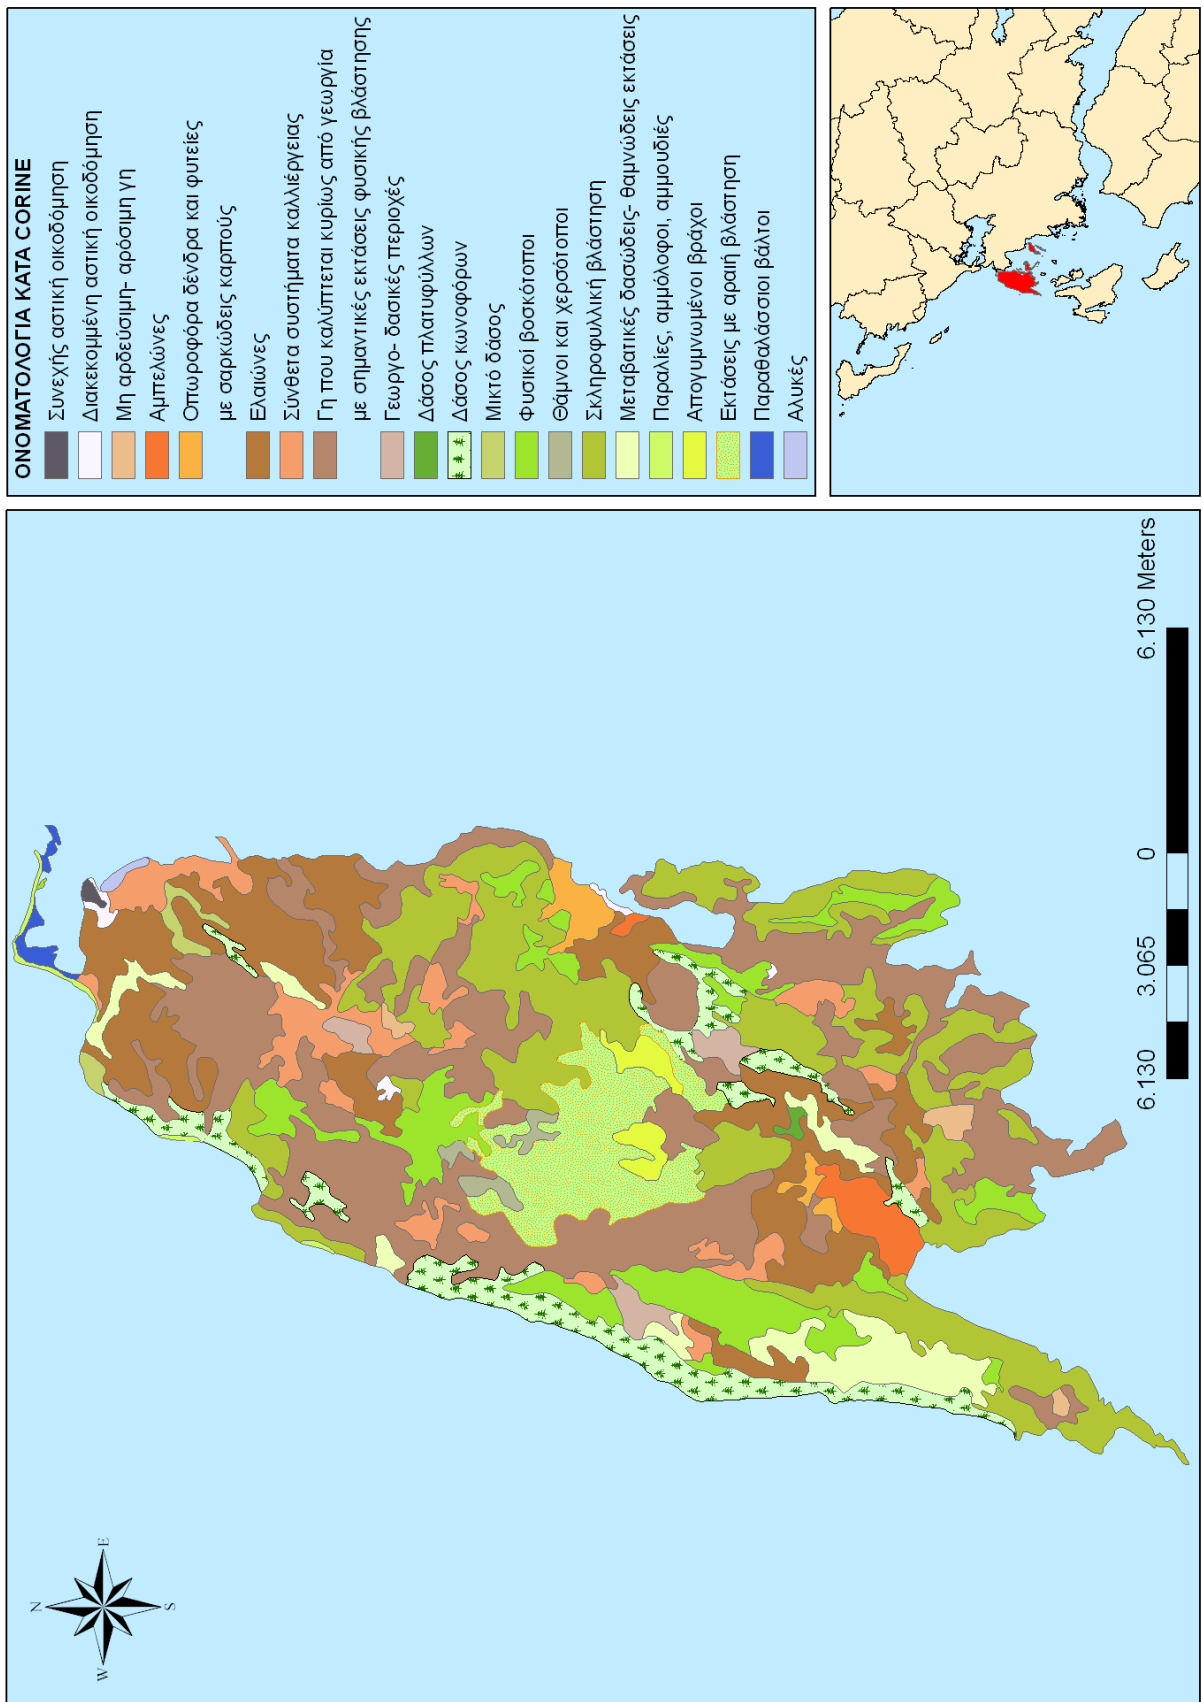 ΟΝΟΜΑΤΟΛΟΓΙΑ ΚΑΤΑ CORINE
Συνεχής αστική οικοδόμηση
Διακεκομμένη αστική οικοδόμηση
Μη αρδεύσιμη- αρόσιμη γη
Αμπελώνες
Οπωροφόρα δένδρα και φυτείες
με σαρκώδεις καρπούς
Ελαιώνες
Σύνθετα συστήματα καλλιέργειας
Γη που καλύπτεται κυρίως από γεωργία
με σημαντικές εκτάσεις φυσικής βλάστησης
Γεωργο- δασικές περιοχές
Δάσος πλατυφύλλων
Δάσος κωνοφόρων
Μικτό δάσος
Φυσικοί βοσκότοποι
Θάμνοι και χερσότοποι
Σκληροφυλλική βλάστηση
Μεταβατικές δασώδεις- θαμνώδεις εκτάσεις
Παραλίες, αμμόλοφοι, αμμουδιές
Απογυμνωμένοι βράχοι
Εκτάσεις με αραιή βλάστηση
Παραθαλάσσιοι βάλτοι
Αλυκές
N
W
E
S
6.130
3.065
0
6.130 Meters